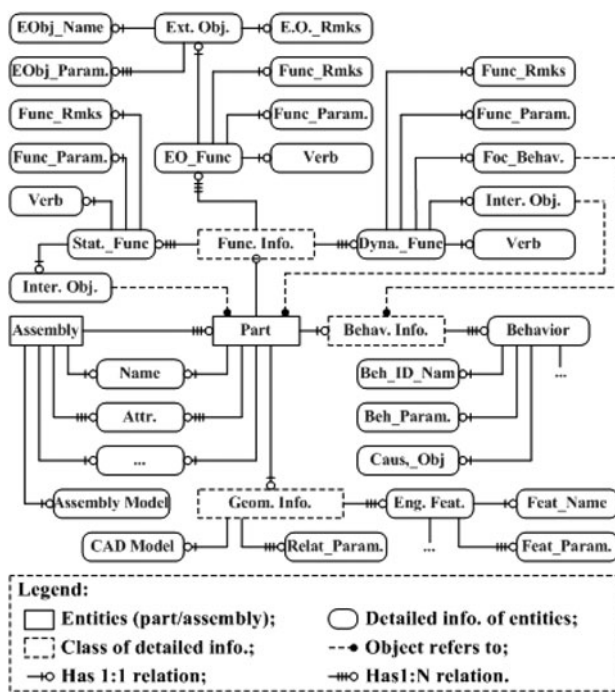 EObj_Name
Ext. Obj.
E.O._Rmks
EObj_Param.
Func_Rmks
Func_Rmks
Func_Rmks
Func_Param.
Func_Param.
Func_Param.
EO_Func
Verb
Foc_Behav.
Verb
Inter. Obj.
Stat._Func
Func. Info.
Dyna._Func
Verb
Inter. Obj.
Assembly
Part
Behav. Info.
Behavior
Name
Beh_ID_Nam
...
Attr.
Beh_Param.
...
Caus,_Obj
Assembly Model
Geom. Info.
Eng. Feat.
Feat_Name
CAD Model
Relat_Param.
...
Feat_Param.
Legend:
Entities (part/assembly);
Detailed info. of entities;
Class of detailed info.;
Object refers to;
Has 1:1 relation;
Has1:N relation.